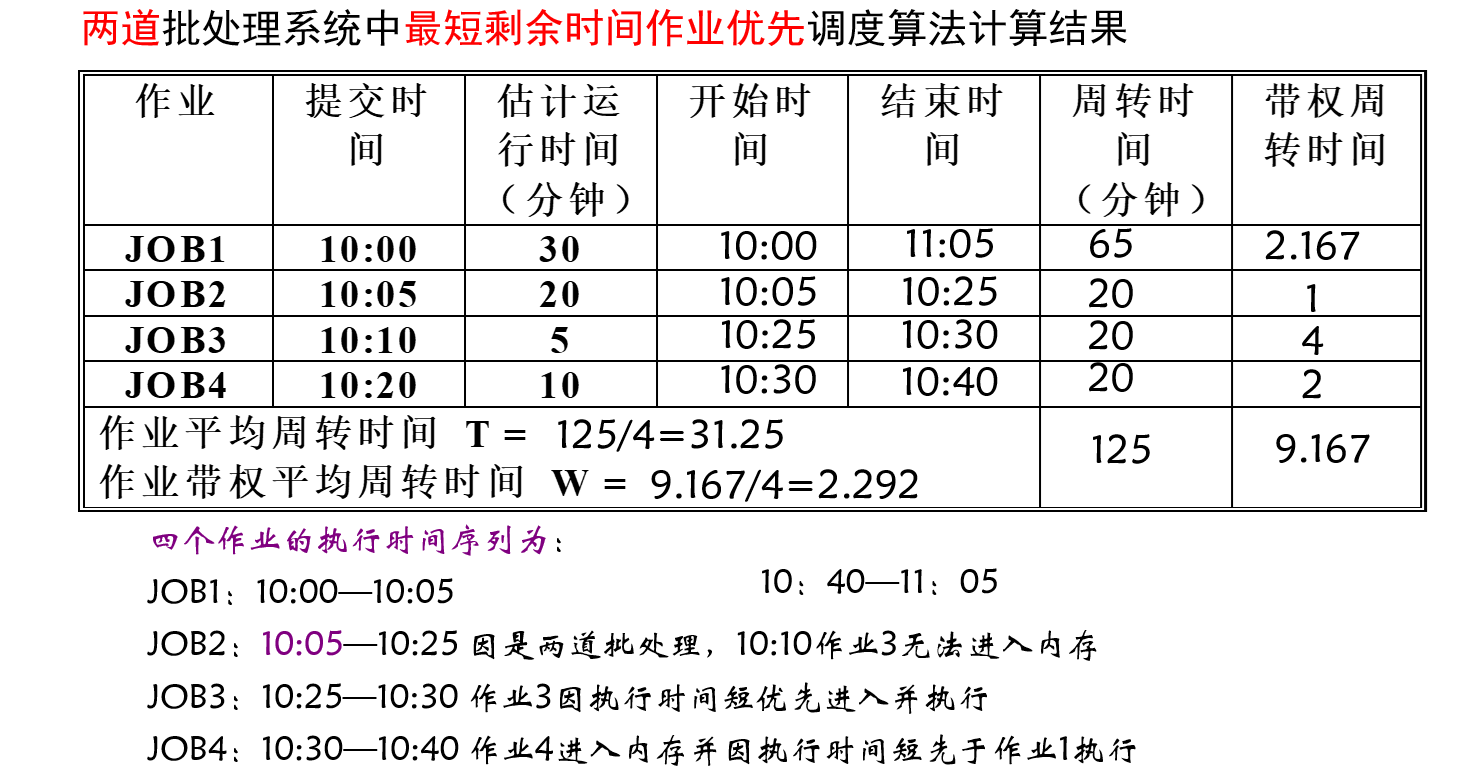 两道批处理系统中最短剩余时间作业优先调度算法计算结果
作业 提交时间 估计运行时间（分钟） 开始时间 结束时间 周转时间（分钟） 带权周转时间
JOB1 10:00 30 10:00 11:05 65 2.167
JOB2 10:05 20 10:05 10:25 20 1
JOB3 10:10 5 10:25 10:30 20 4
JOB4 10:20 10 10:30 10:40 20 2
作业平均周转时间 T = 125/4=31.25 125 9.167
作业带权平均周转时间 W = 9.167/4=2.292
四个作业的执行时间序列为：
JOB1：10:00—10:05 10：40—11：05
JOB2：10:05—10:25 因是两道批处理，10:10作业3无法进入内存
JOB3：10:25—10:30 作业3因执行时间短优先进入并执行
JOB4：10:30—10:40 作业4进入内存并因执行时间短先于作业1执行